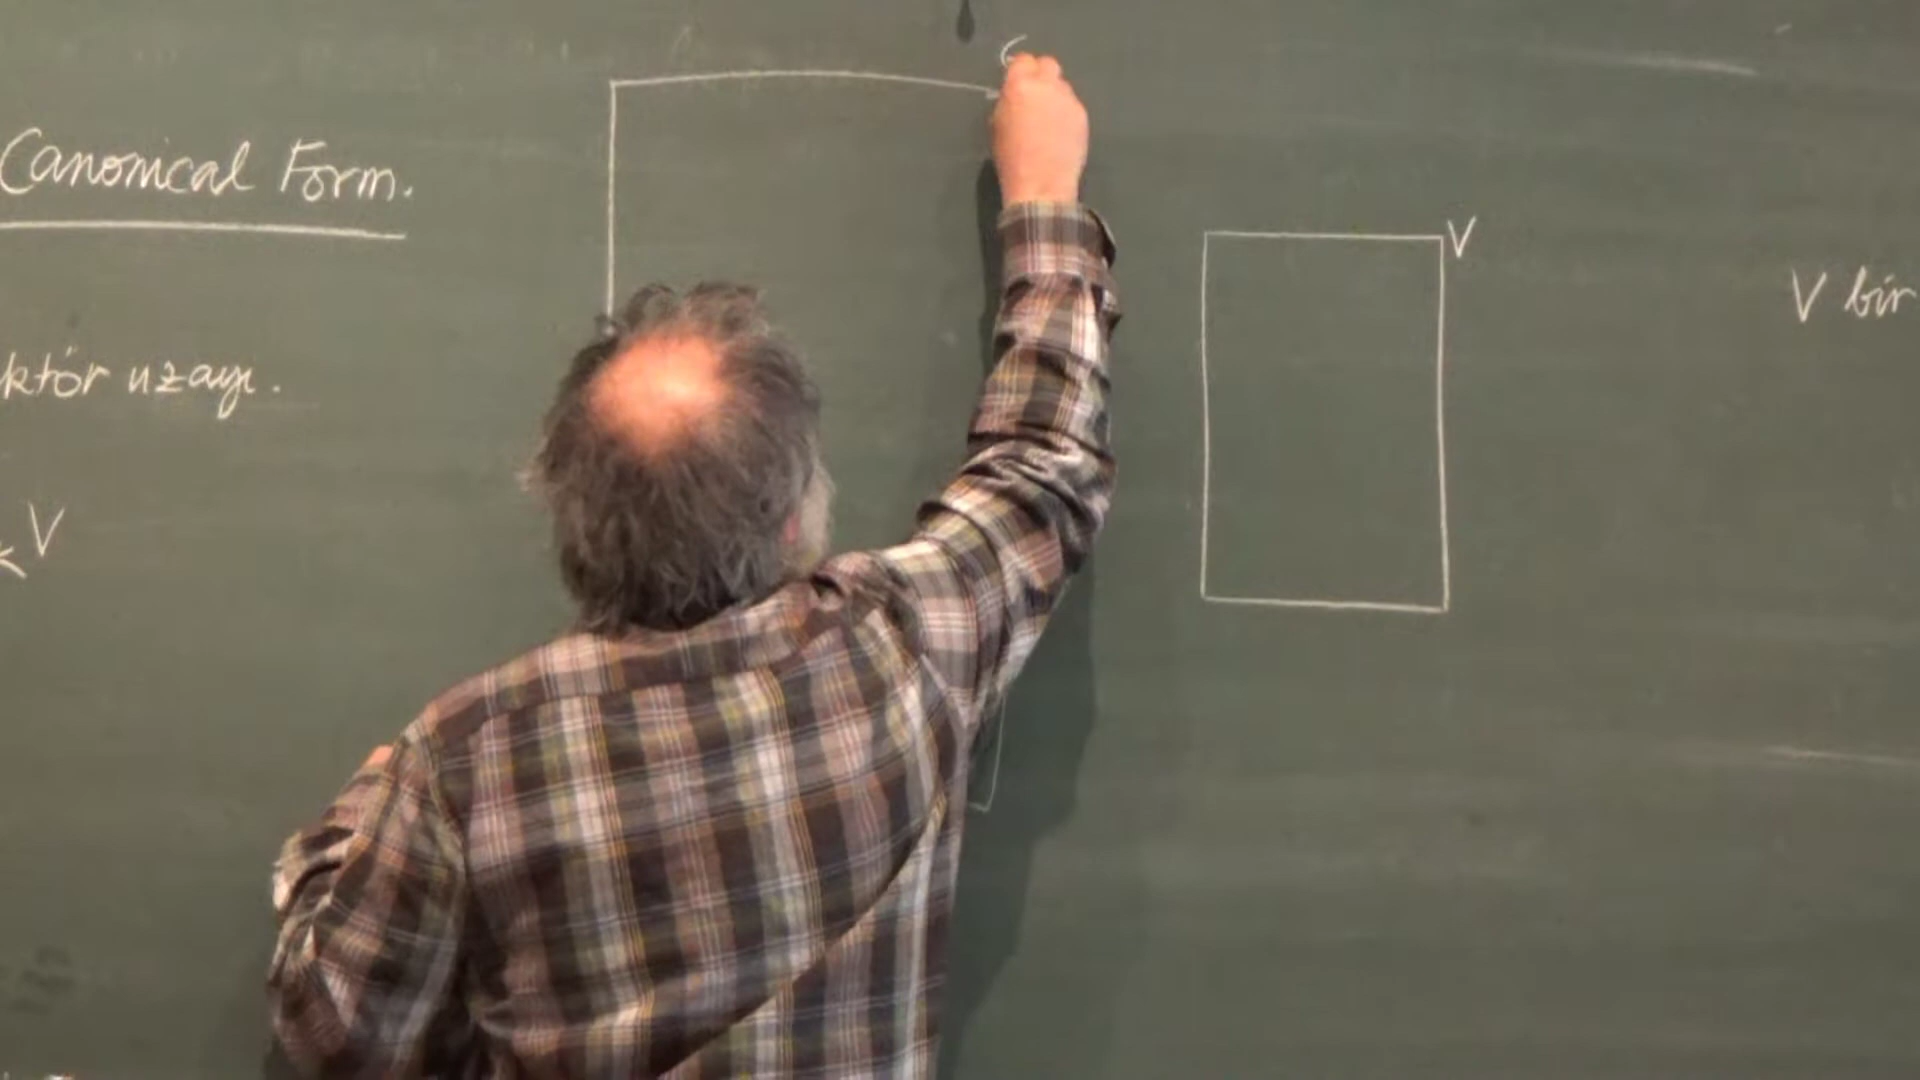 Canonical Form.
ktör uzayı.
V
V
V bir